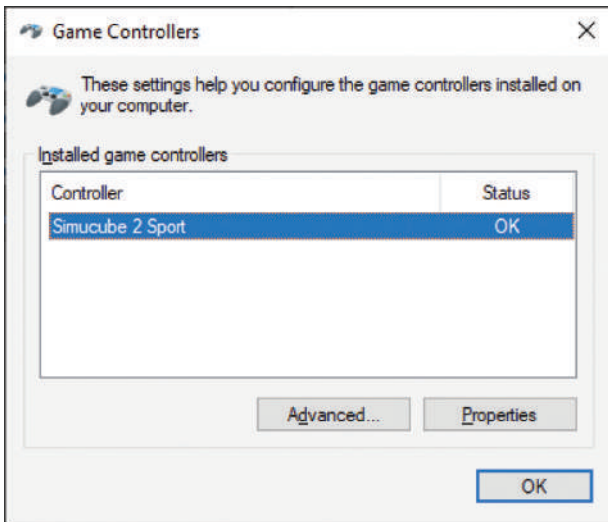 Game Controllers
These settings help you configure the game controllers installed on
your computer.
Installed game controllers
Controller Status
Simucube 2 Sport OK
Advanced... Properties
OK